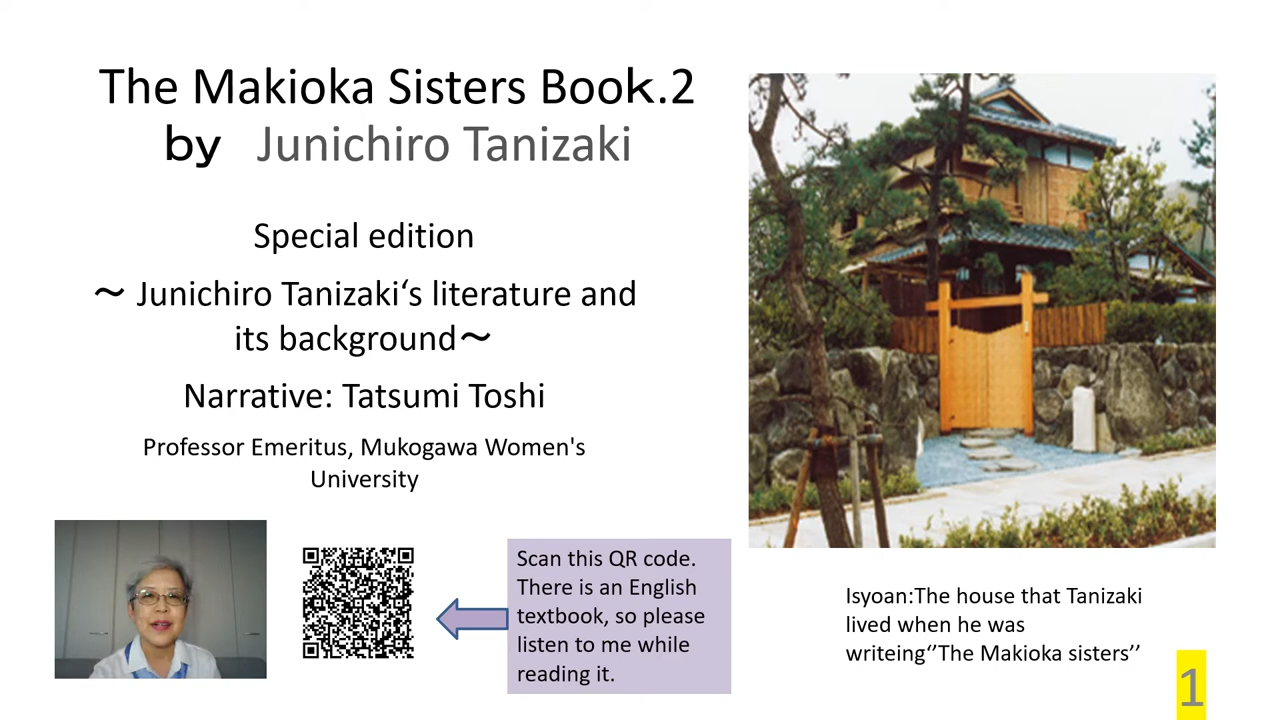 The Makioka Sisters Book.2
by Junichiro Tanizaki
Special edition
～ Junichiro Tanizaki‘s literature and
its background～
Narrative: Tatsumi Toshi
Professor Emeritus, Mukogawa Women's
University
Scan this QR code.
There is an English
textbook, so please
listen to me while
reading it.
Isyoan:The house that Tanizaki
lived when he was
writeing‘’The Makioka sisters’’
1